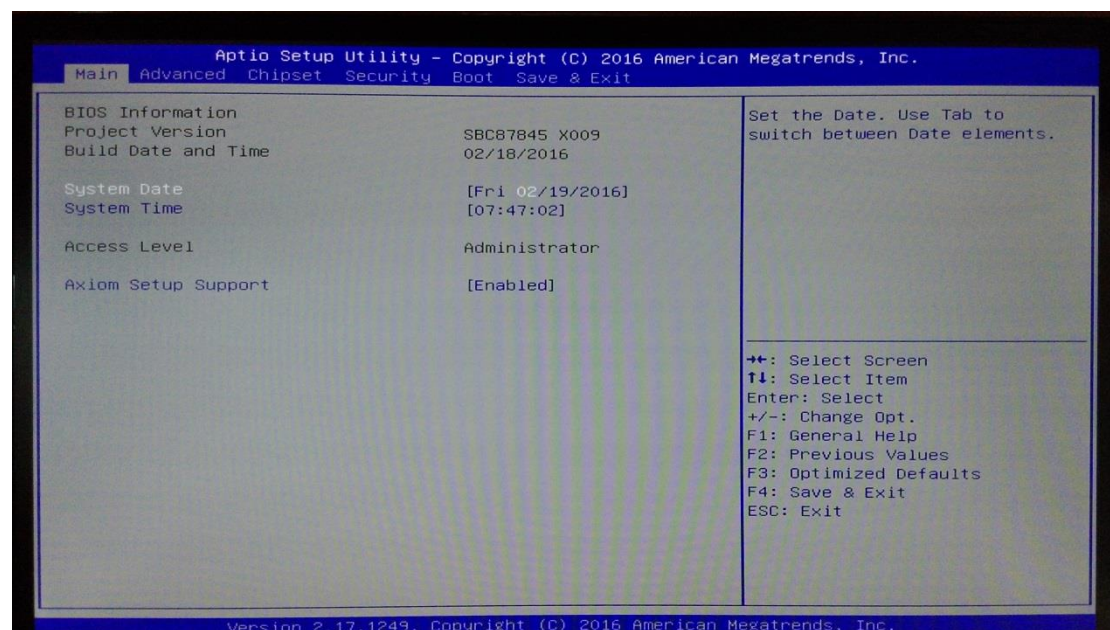 Aptio Setup Utility – Copyright (C) 2016 American Megatrends, Inc.
Main Advanced Chipset Security Boot Save & Exit
BIOS Information
Project Version SBC87845 X009
Build Date and Time 02/18/2016
System Date [Fri 02/19/2016]
System Time [07:47:02]
Access Level Administrator
Axiom Setup Support [Enabled]
Set the Date. Use Tab to
switch between Date elements.
→←: Select Screen
↑↓: Select Item
Enter: Select
+/-: Change Opt.
F1: General Help
F2: Previous Values
F3: Optimized Defaults
F4: Save & Exit
ESC: Exit
Version 2.17.1249. Copyright (C) 2016 American Megatrends, Inc.